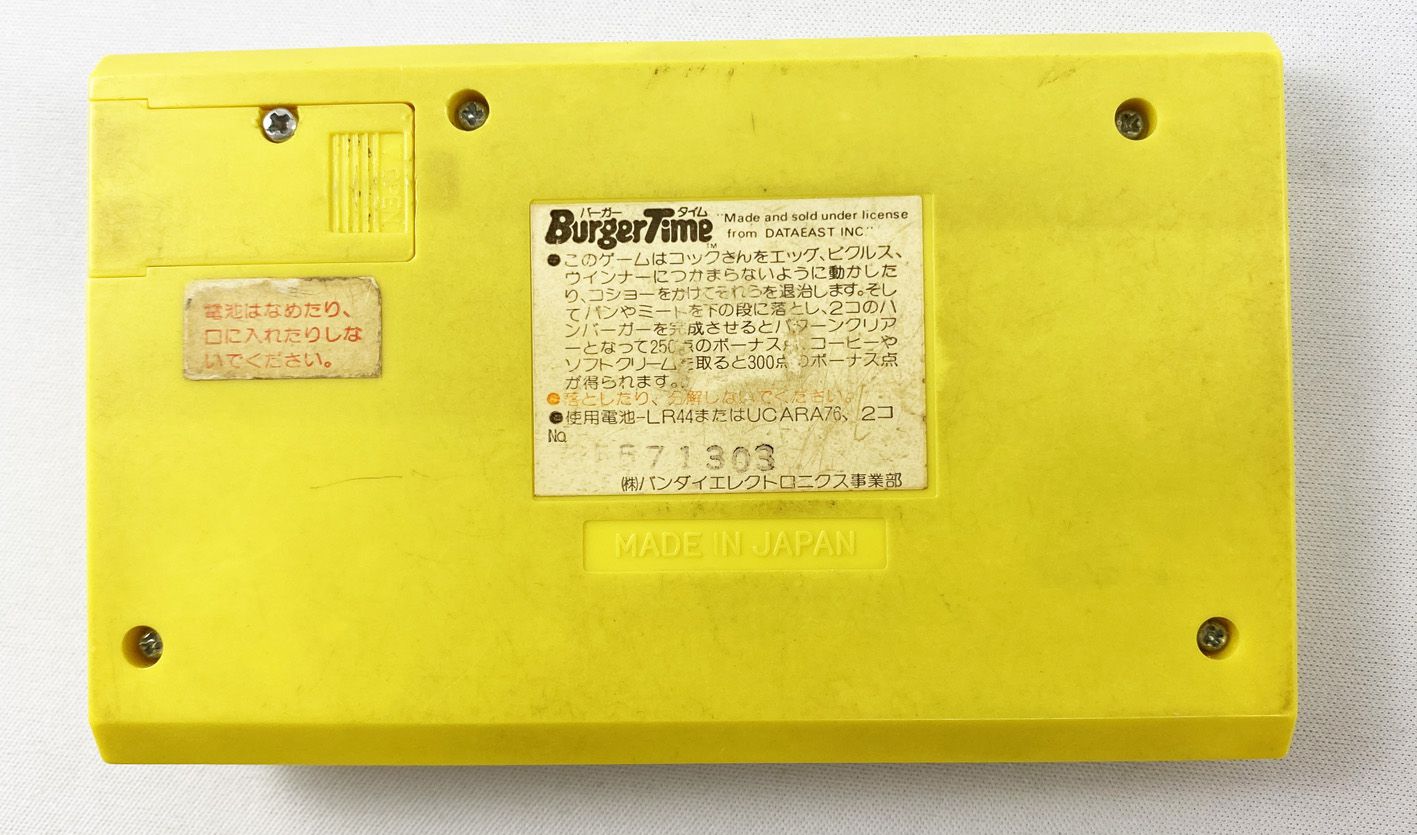 OPEN
電池はなめたり、
口に入れたりしな
いでください。
バーガー タイム
BurgerTime™ "Made and sold under license
from DATAEAST INC"
●このゲームはコックさんをエッグ、ピクルス、
ウインナーにつかまらないように動かした
り、コショーをかけてそれらを退治します。そし
てパンやミートを下の段に落とし、2コのハ
ンバーガーを完成させるとパターンクリア
ーとなって250点のボーナス コーヒーや
ソフトクリームを取ると300点のボーナス点
が得られます。
●落としたり、分解しないでください。
●使用電池-LR44またはUCARA76、2コ
No.
571303
㈱バンダイエレクトロニクス事業部
MADE IN JAPAN